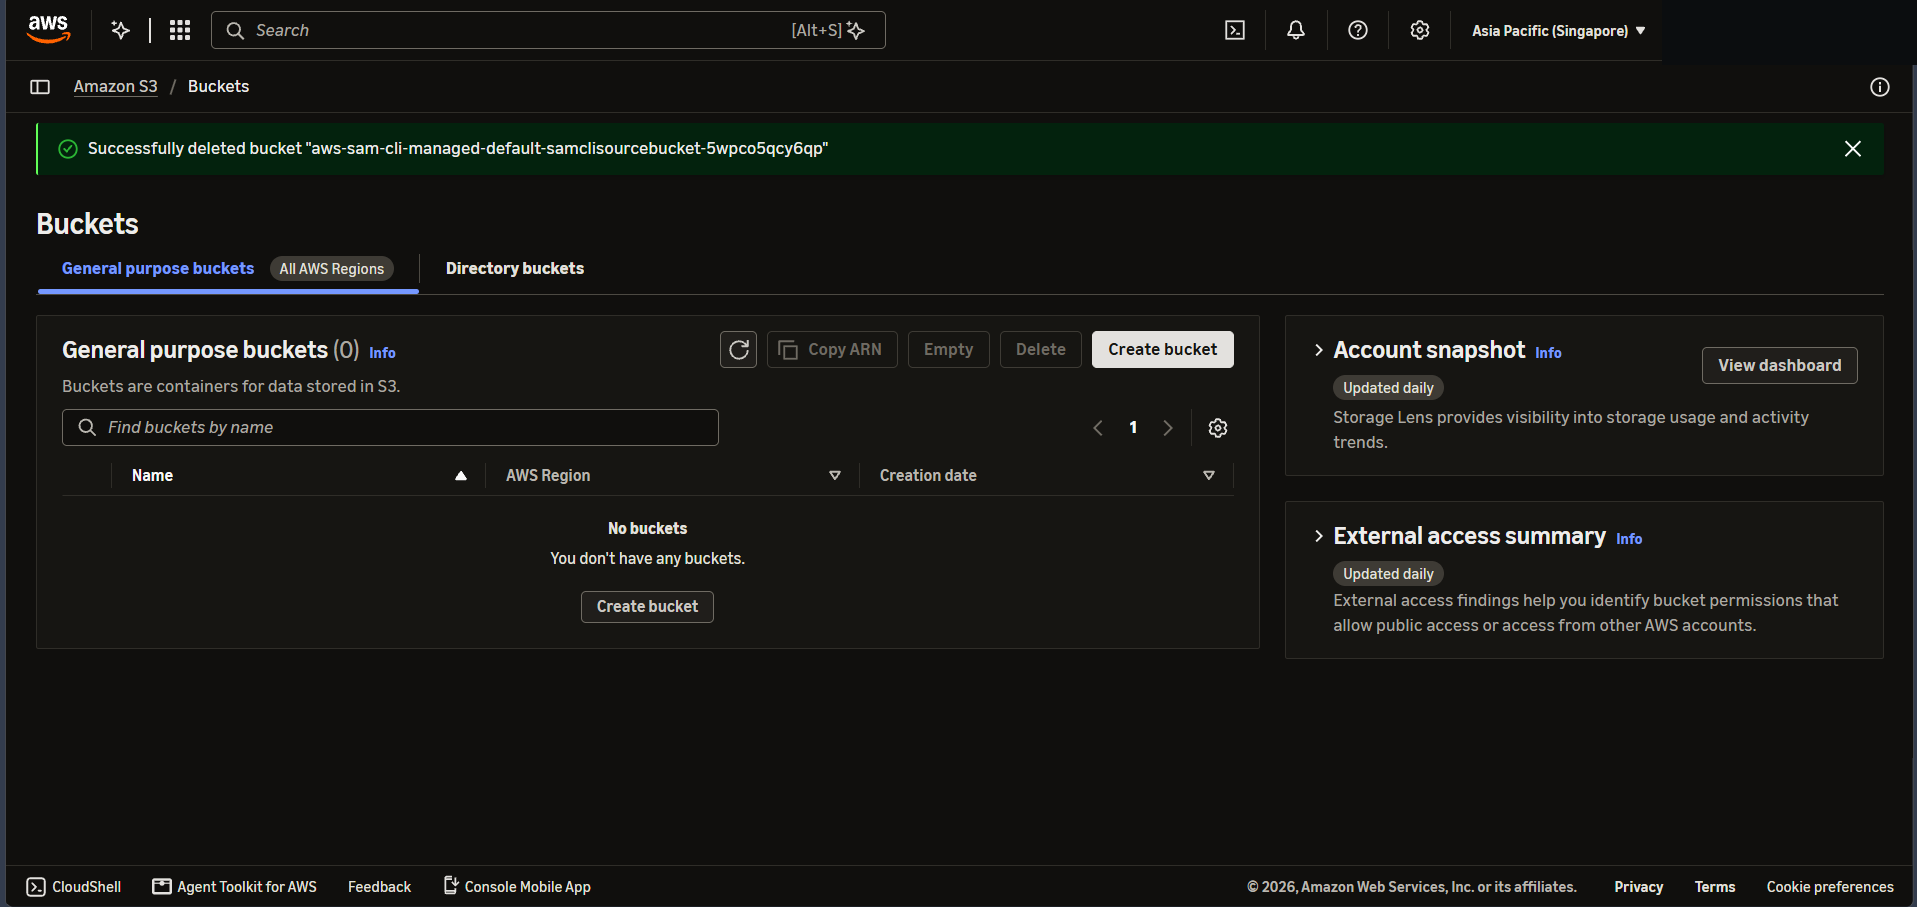 aws
Search [Alt+S]
Asia Pacific (Singapore)
Amazon S3 / Buckets
Successfully deleted bucket "aws-sam-cli-managed-default-samclisourcebucket-5wpco5qcy6qp"
Buckets
General purpose buckets All AWS Regions
Directory buckets
General purpose buckets (0) Info
Copy ARN
Empty
Delete
Create bucket
Buckets are containers for data stored in S3.
Find buckets by name
1
Name
AWS Region
Creation date
No buckets
You don't have any buckets.
Create bucket
Account snapshot Info
View dashboard
Updated daily
Storage Lens provides visibility into storage usage and activity
trends.
External access summary Info
Updated daily
External access findings help you identify bucket permissions that
allow public access or access from other AWS accounts.
CloudShell
Agent Toolkit for AWS
Feedback
Console Mobile App
© 2026, Amazon Web Services, Inc. or its affiliates.
Privacy
Terms
Cookie preferences